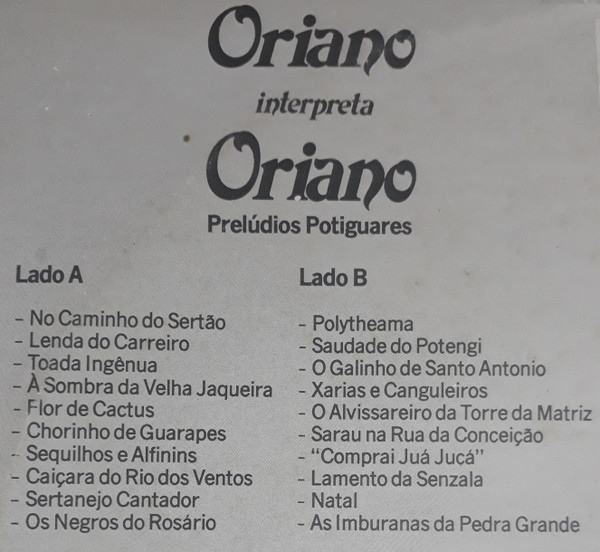 Oriano
interpreta
Oriano
Prelúdios Potiguares
Lado A
- No Caminho do Sertão
- Lenda do Carreiro
- Toada Ingênua
- À Sombra da Velha Jaqueira
- Flor de Cactus
- Chorinho de Guarapes
- Sequilhos e Alfinins
- Caiçara do Rio dos Ventos
- Sertanejo Cantador
- Os Negros do Rosário
Lado B
- Polytheama
- Saudade do Potengi
- O Galinho de Santo Antonio
- Xarias e Canguleiros
- O Alvissareiro da Torre da Matriz
- Sarau na Rua da Conceição
- “Comprai Juá Juçá”
- Lamento da Senzala
- Natal
- As Imburanas da Pedra Grande